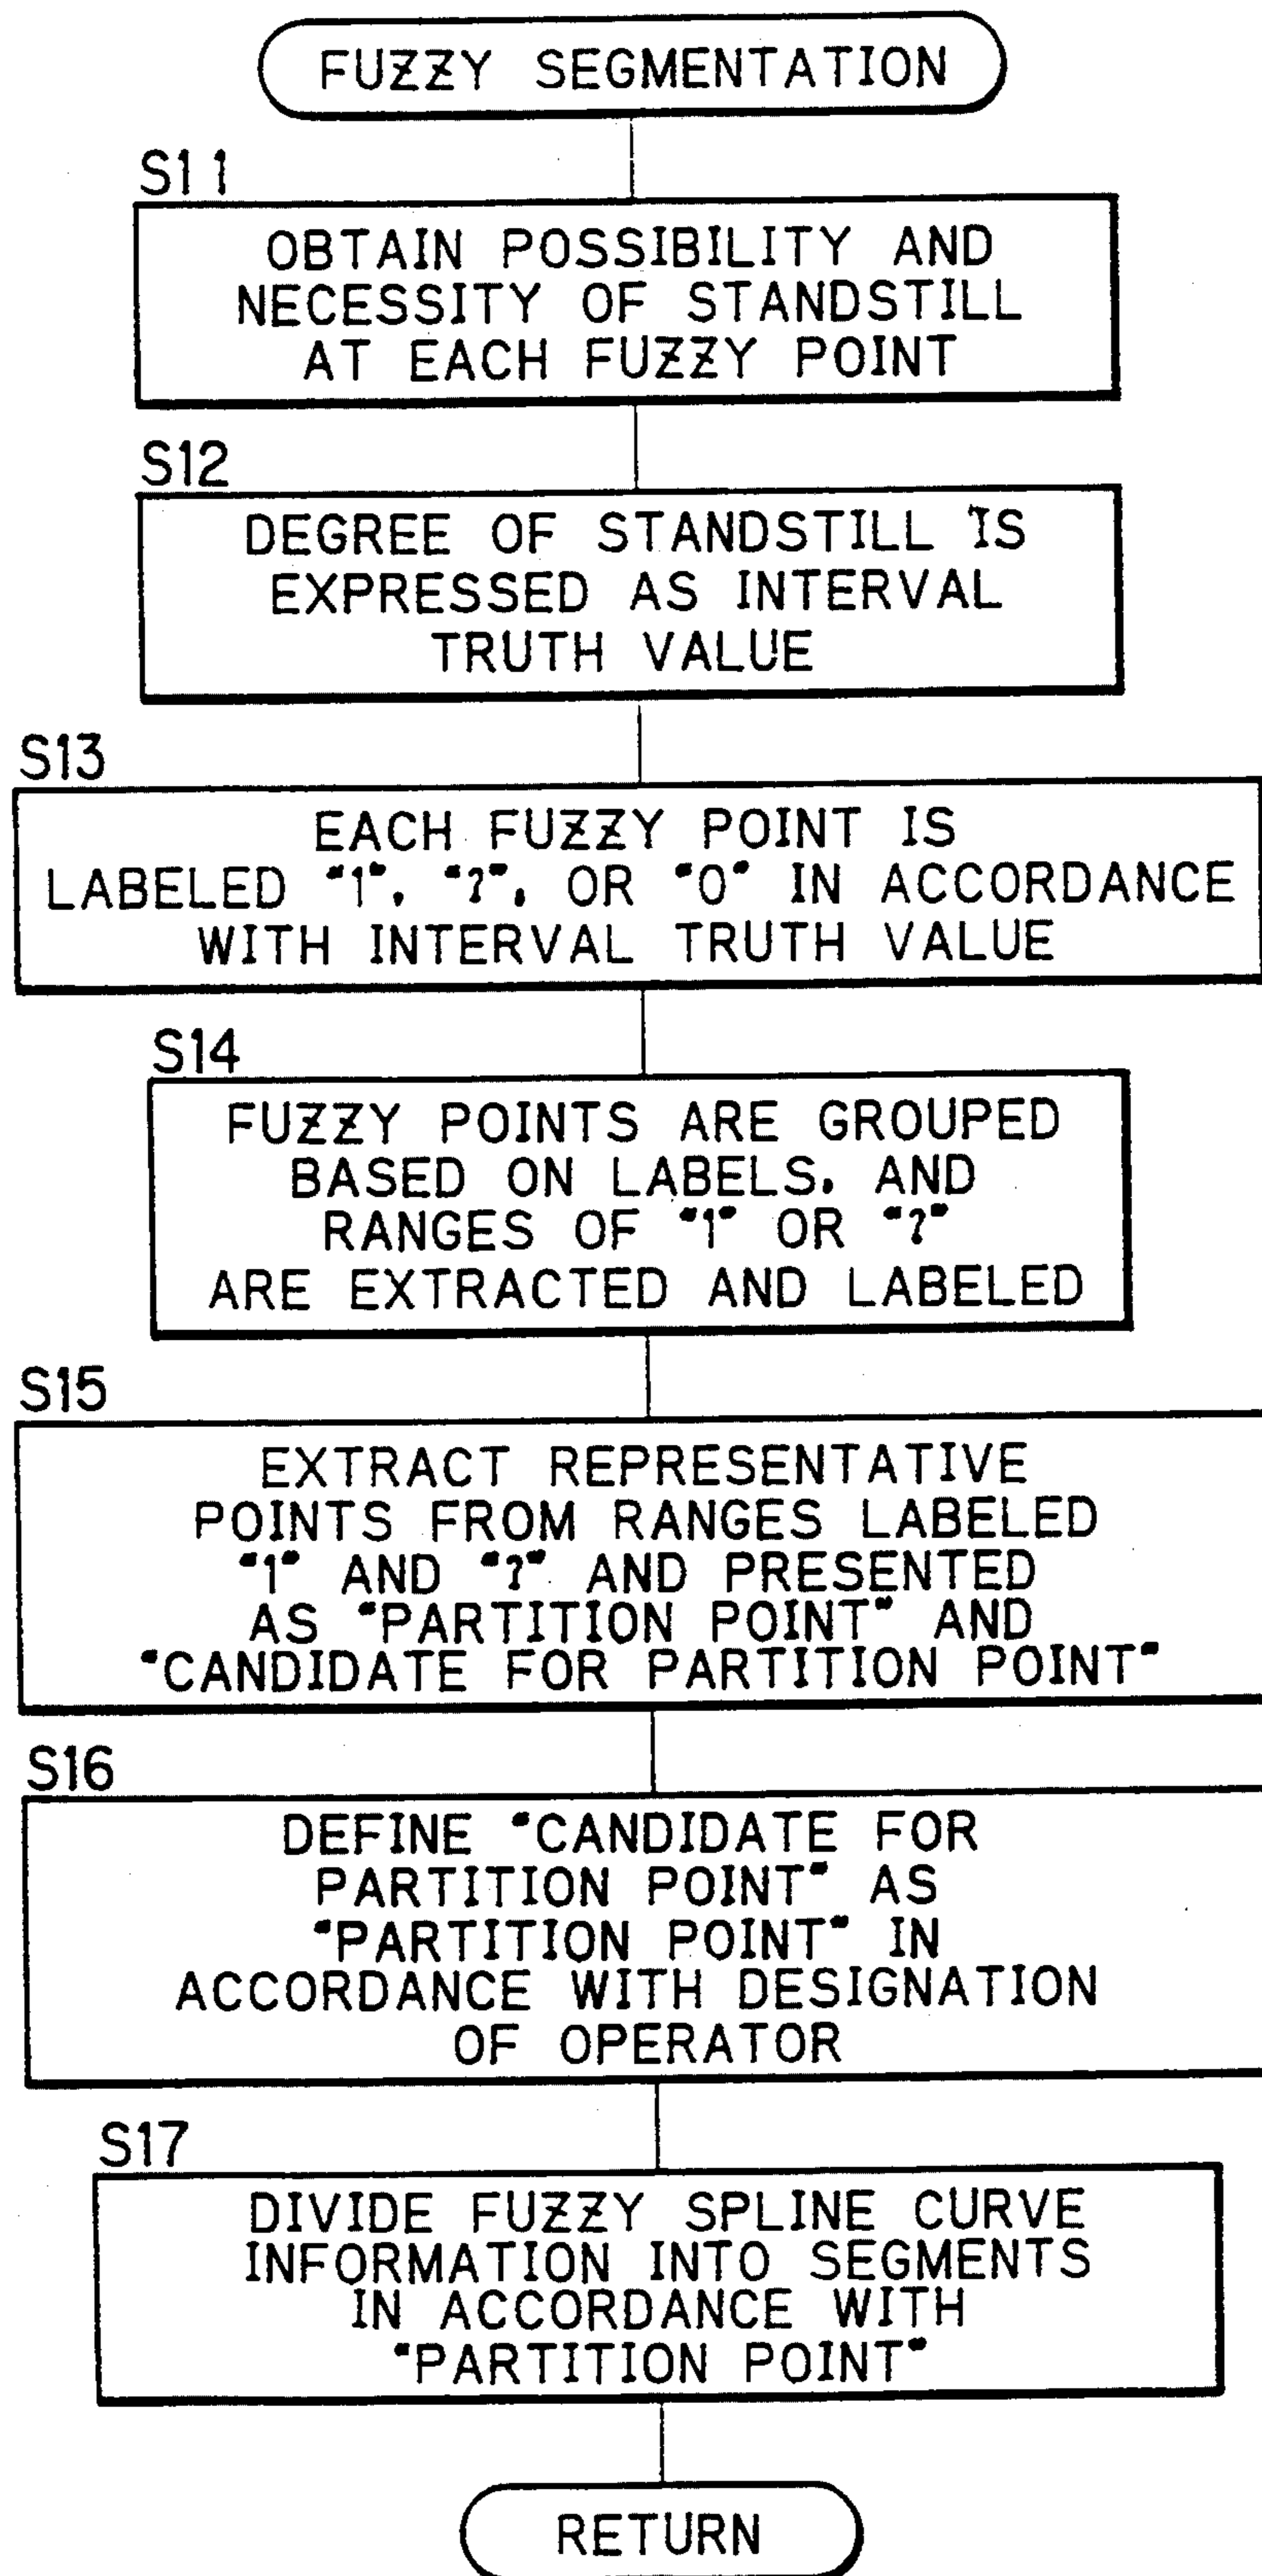 FUZZY SEGMENTATION
S11
OBTAIN POSSIBILITY AND
NECESSITY OF STANDSTILL
AT EACH FUZZY POINT
S12
DEGREE OF STANDSTILL IS
EXPRESSED AS INTERVAL
TRUTH VALUE
S13
EACH FUZZY POINT IS
LABELED "1", "?", OR "0" IN ACCORDANCE
WITH INTERVAL TRUTH VALUE
S14
FUZZY POINTS ARE GROUPED
BASED ON LABELS, AND
RANGES OF "1" OR "?"
ARE EXTRACTED AND LABELED
S15
EXTRACT REPRESENTATIVE
POINTS FROM RANGES LABELED
"1" AND "?" AND PRESENTED
AS "PARTITION POINT" AND
"CANDIDATE FOR PARTITION POINT"
S16
DEFINE "CANDIDATE FOR
PARTITION POINT" AS
"PARTITION POINT" IN
ACCORDANCE WITH DESIGNATION
OF OPERATOR
S17
DIVIDE FUZZY SPLINE CURVE
INFORMATION INTO SEGMENTS
IN ACCORDANCE WITH
"PARTITION POINT"
RETURN